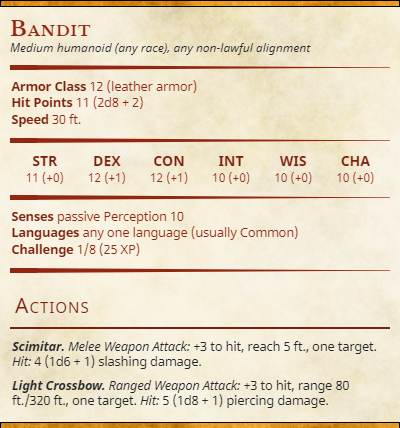 Bandit
Medium humanoid (any race), any non-lawful alignment
Armor Class 12 (leather armor)
Hit Points 11 (2d8 + 2)
Speed 30 ft.
STR DEX CON INT WIS CHA
11 (+0) 12 (+1) 12 (+1) 10 (+0) 10 (+0) 10 (+0)
Senses passive Perception 10
Languages any one language (usually Common)
Challenge 1/8 (25 XP)
Actions
Scimitar. Melee Weapon Attack: +3 to hit, reach 5 ft., one target.
Hit: 4 (1d6 + 1) slashing damage.
Light Crossbow. Ranged Weapon Attack: +3 to hit, range 80
ft./320 ft., one target. Hit: 5 (1d8 + 1) piercing damage.